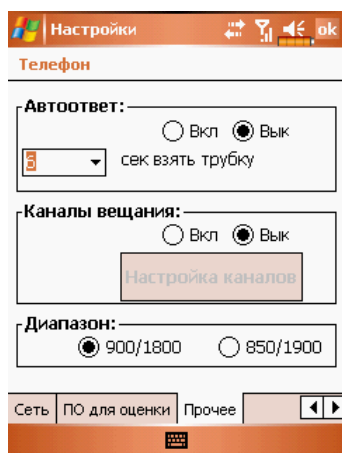 Настройки ok
Телефон
Автоответ:
Вкл Вык
6 сек взять трубку
Каналы вещания:
Вкл Вык
Настройка каналов
Диапазон:
900/1800 850/1900
Сеть ПО для оценки Прочее